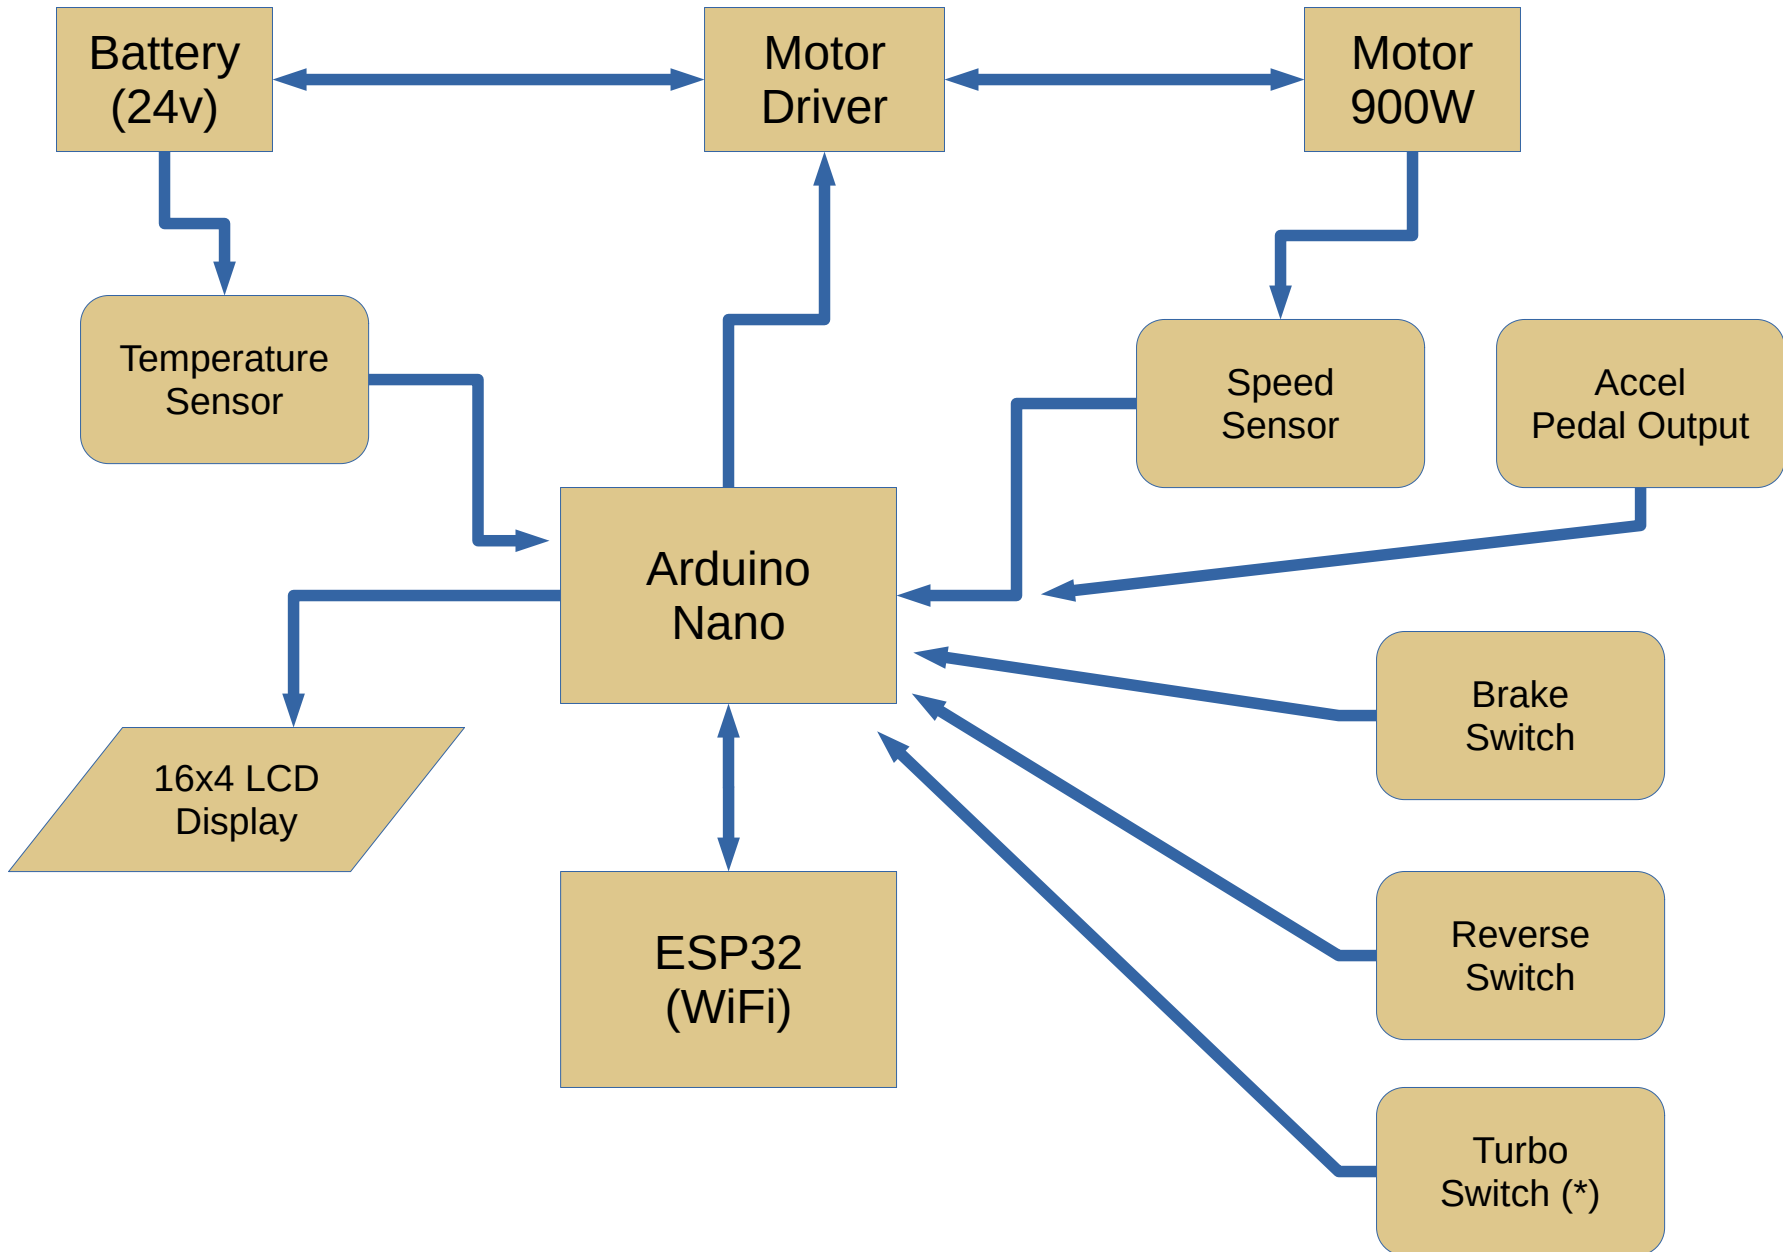 Battery
(24v)
Motor
Driver
Motor
900W
Temperature
Sensor
Speed
Sensor
Accel
Pedal Output
Arduino
Nano
Brake
Switch
16x4 LCD
Display
ESP32
(WiFi)
Reverse
Switch
Turbo
Switch (*)